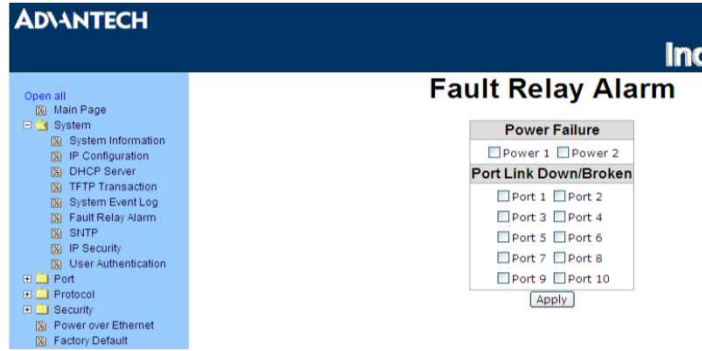 ADVANTECH
Open all
Main Page
System
System Information
IP Configuration
DHCP Server
TFTP Transaction
System Event Log
Fault Relay Alarm
SNTP
IP Security
User Authentication
Port
Protocol
Security
Power over Ethernet
Factory Default
Fault Relay Alarm
Power Failure
Power 1 Power 2
Port Link Down/Broken
Port 1 Port 2
Port 3 Port 4
Port 5 Port 6
Port 7 Port 8
Port 9 Port 10
Apply